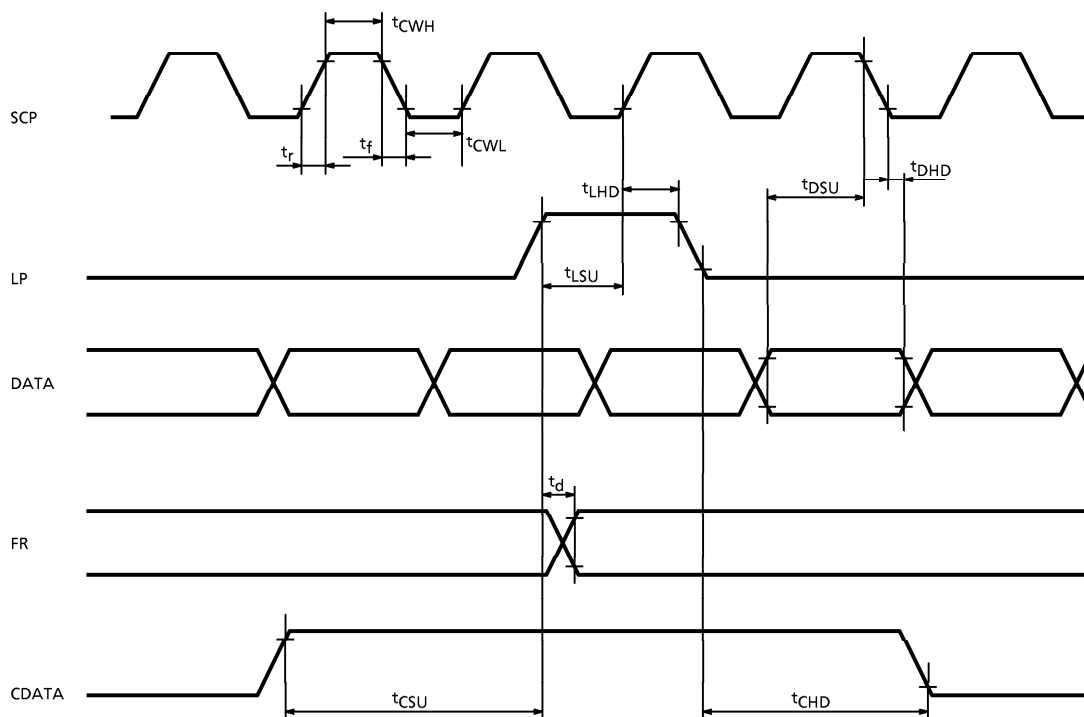 tCWH
SCP
tr
tf
tCWL
tLHD
tDSU
tDHD
LP
tLSU
DATA
td
FR
CDATA
tCSU
tCHD